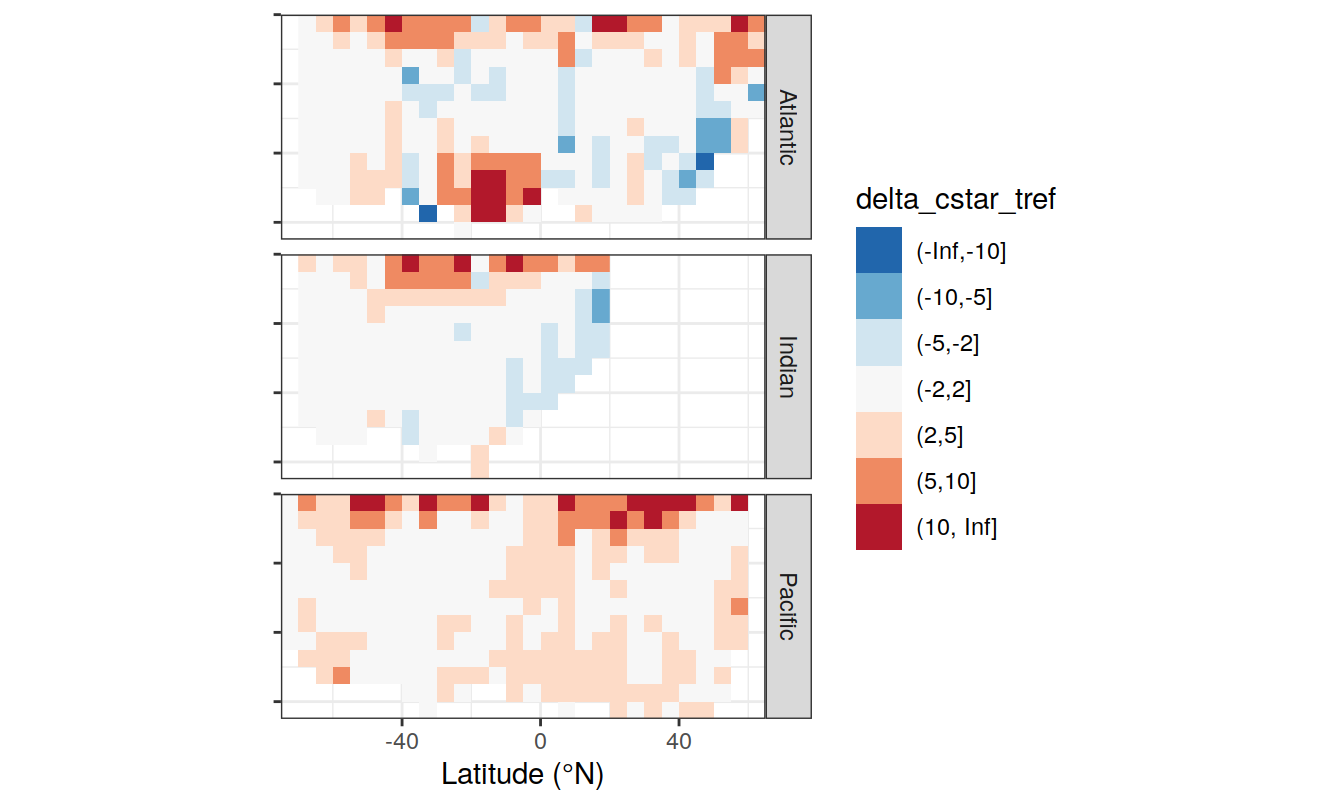 Atlantic
Indian
Pacific
-40
0
40
Latitude (°N)
delta_cstar_tref
(-Inf,-10]
(-10,-5]
(-5,-2]
(-2,2]
(2,5]
(5,10]
(10, Inf]